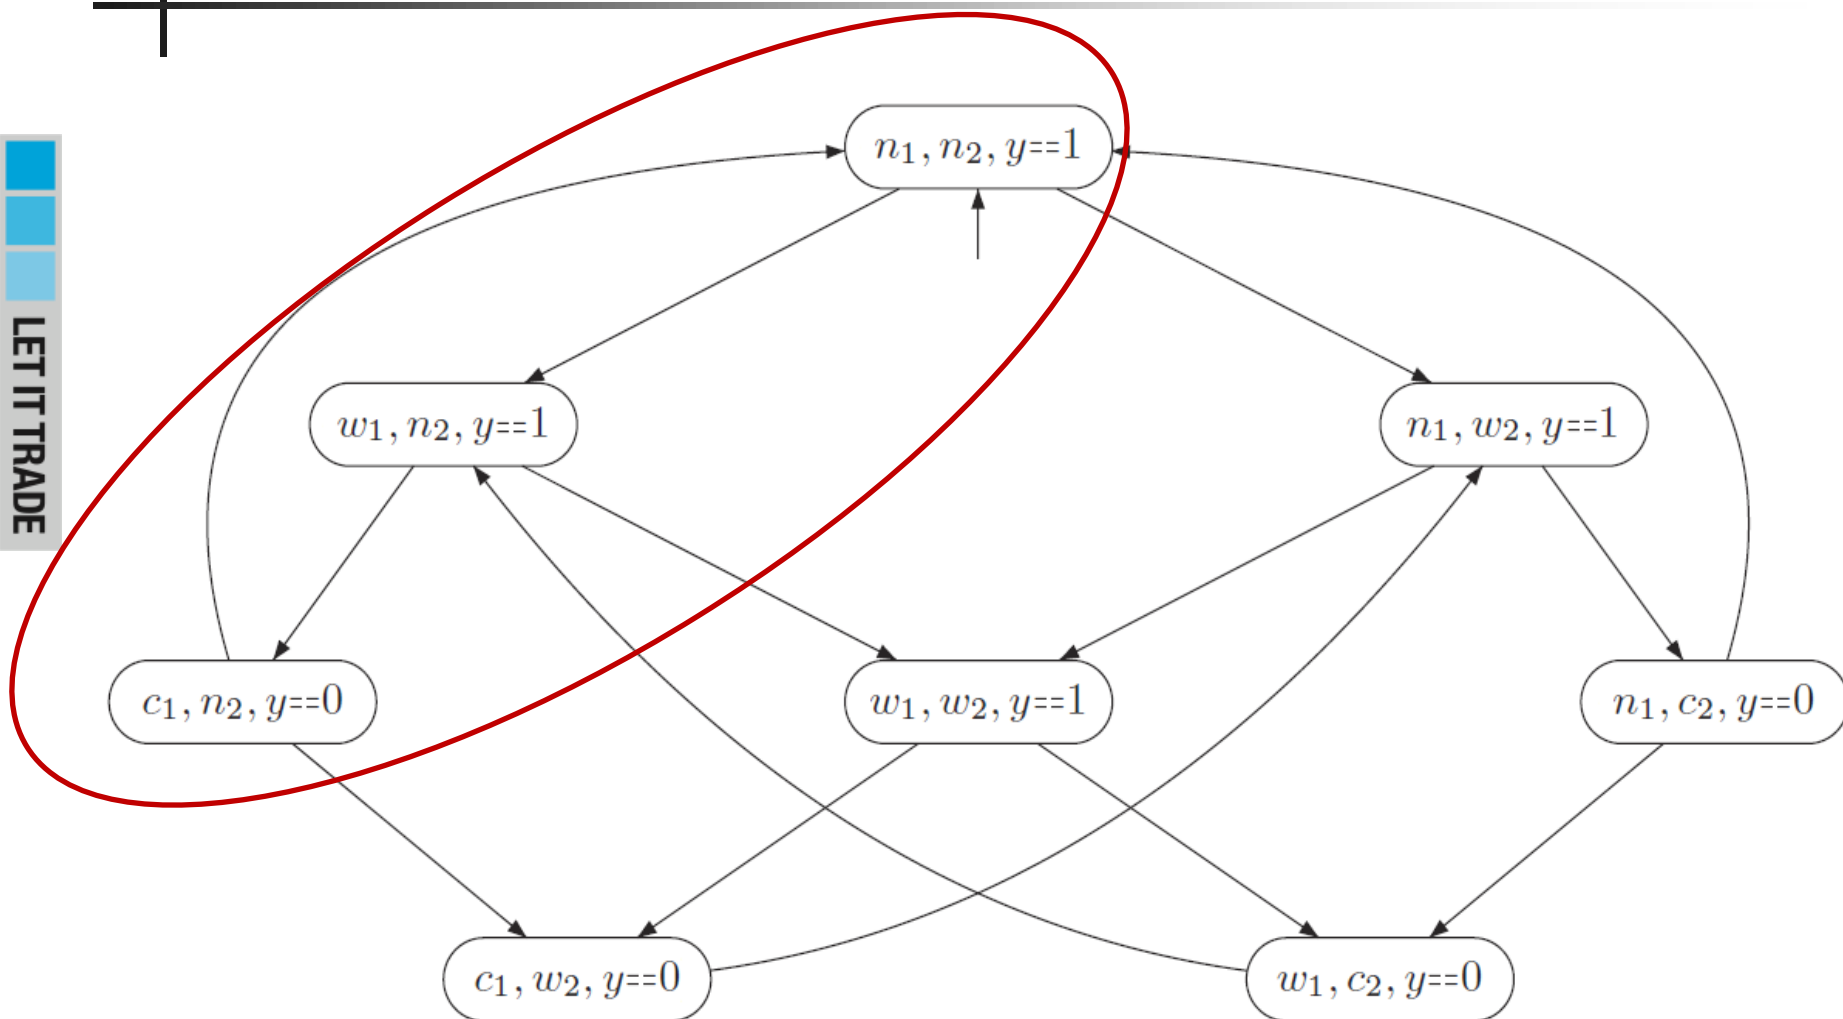 n₁, n₂, y==1
LET IT TRADE
w₁, n₂, y==1
n₁, w₂, y==1
c₁, n₂, y==0
w₁, w₂, y==1
n₁, c₂, y==0
c₁, w₂, y==0
w₁, c₂, y==0